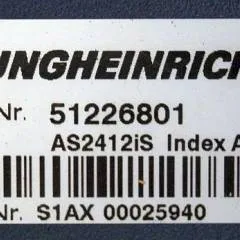 UNGHEINRICH
Nr. 51226801
AS2412iS Index A
Nr. S1AX 00025940